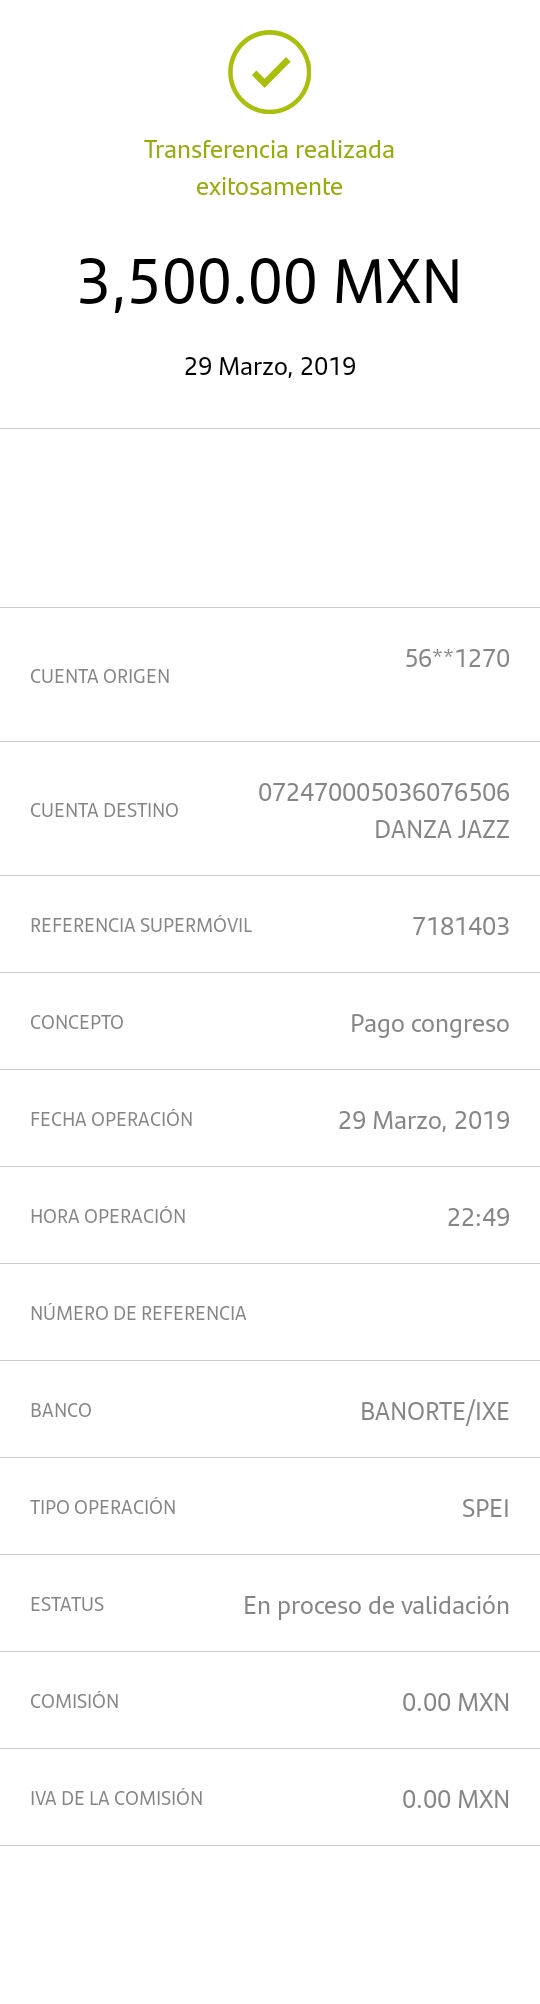 Transferencia realizada
exitosamente
3,500.00 MXN
29 Marzo, 2019
CUENTA ORIGEN
56**1270
CUENTA DESTINO
072470005036076506
DANZA JAZZ
REFERENCIA SUPERMÓVIL
7181403
CONCEPTO
Pago congreso
FECHA OPERACIÓN
29 Marzo, 2019
HORA OPERACIÓN
22:49
NÚMERO DE REFERENCIA
BANCO
BANORTE/IXE
TIPO OPERACIÓN
SPEI
ESTATUS
En proceso de validación
COMISIÓN
0.00 MXN
IVA DE LA COMISIÓN
0.00 MXN